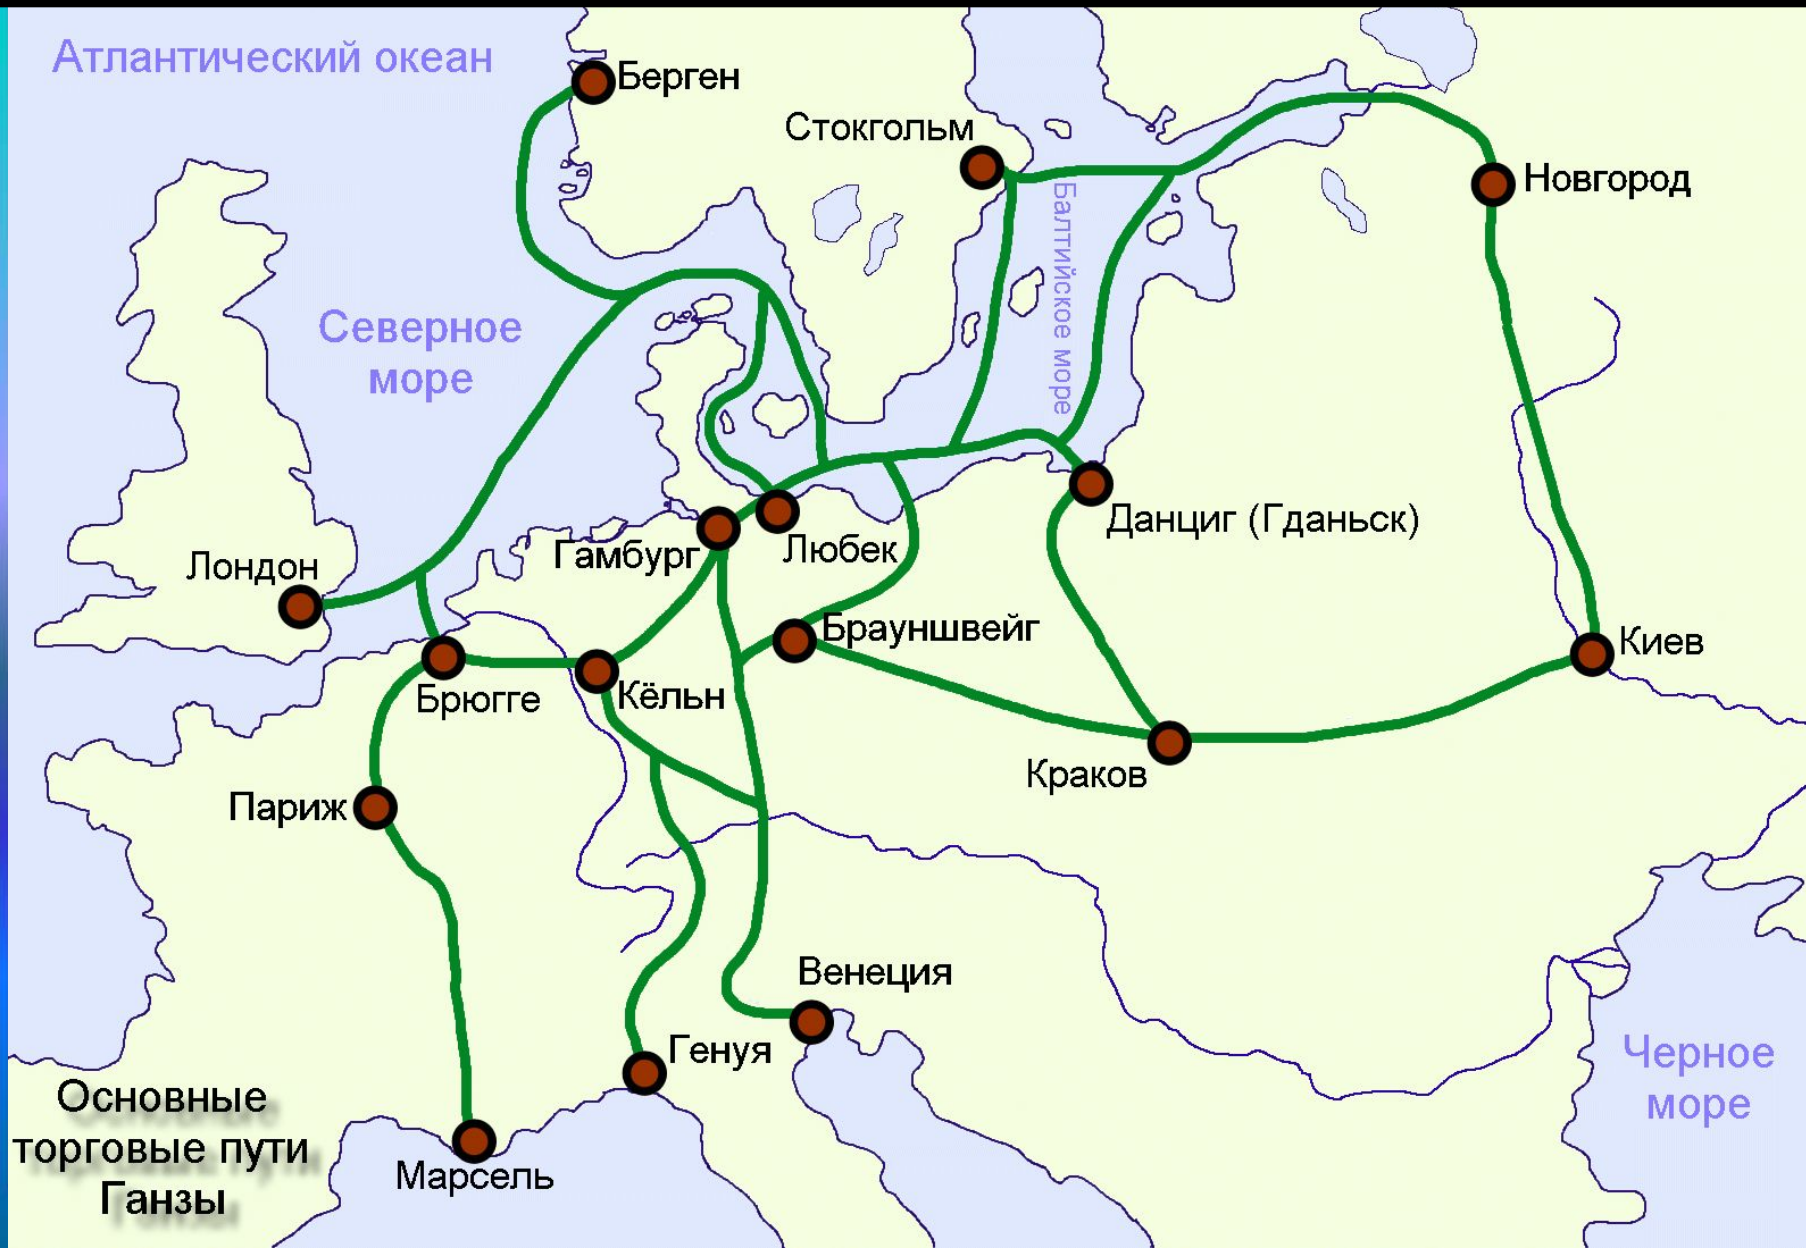 Атлантический океан
Берген
Стокгольм
Новгород
Балтийское море
Северное
море
Данциг (Гданьск)
Любек
Гамбург
Лондон
Брауншвейг
Киев
Кёльн
Брюгге
Краков
Париж
Венеция
Генуя
Черное
море
Основные
торговые пути
Ганзы
Марсель